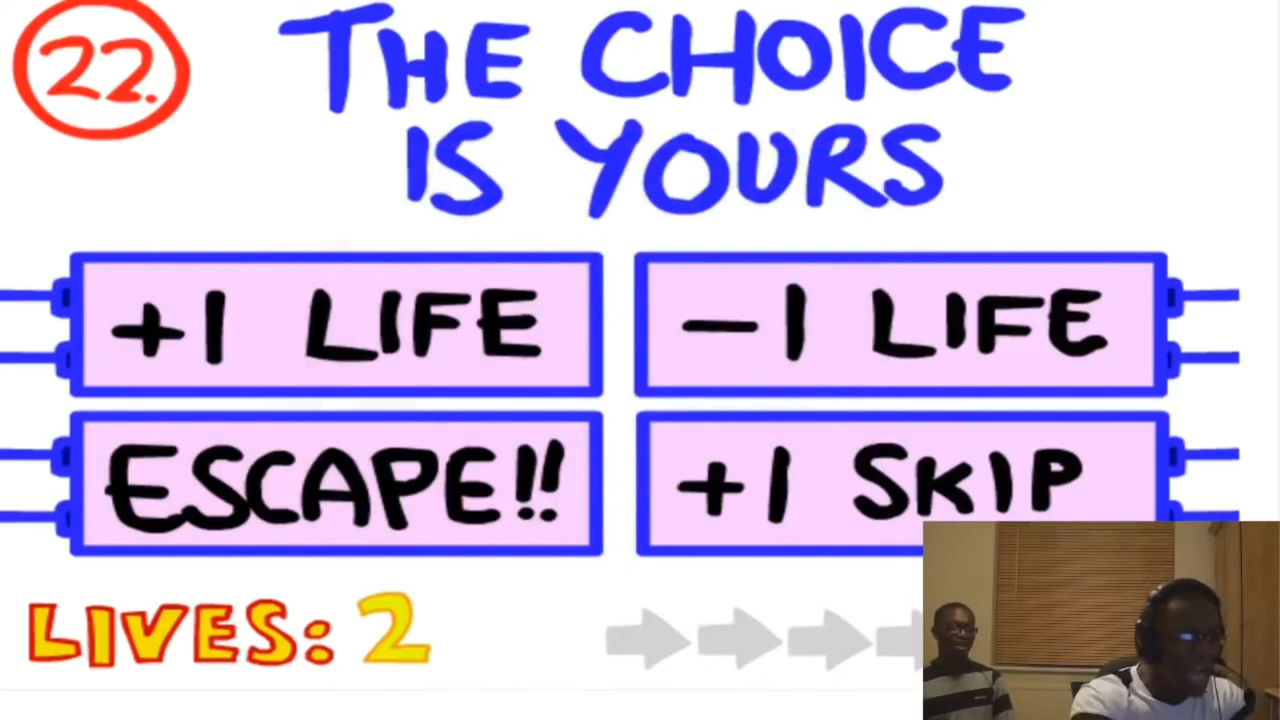 22.
THE CHOICE
IS YOURS
+1 LIFE
-1 LIFE
ESCAPE!!
+1 SKIP
LIVES: 2